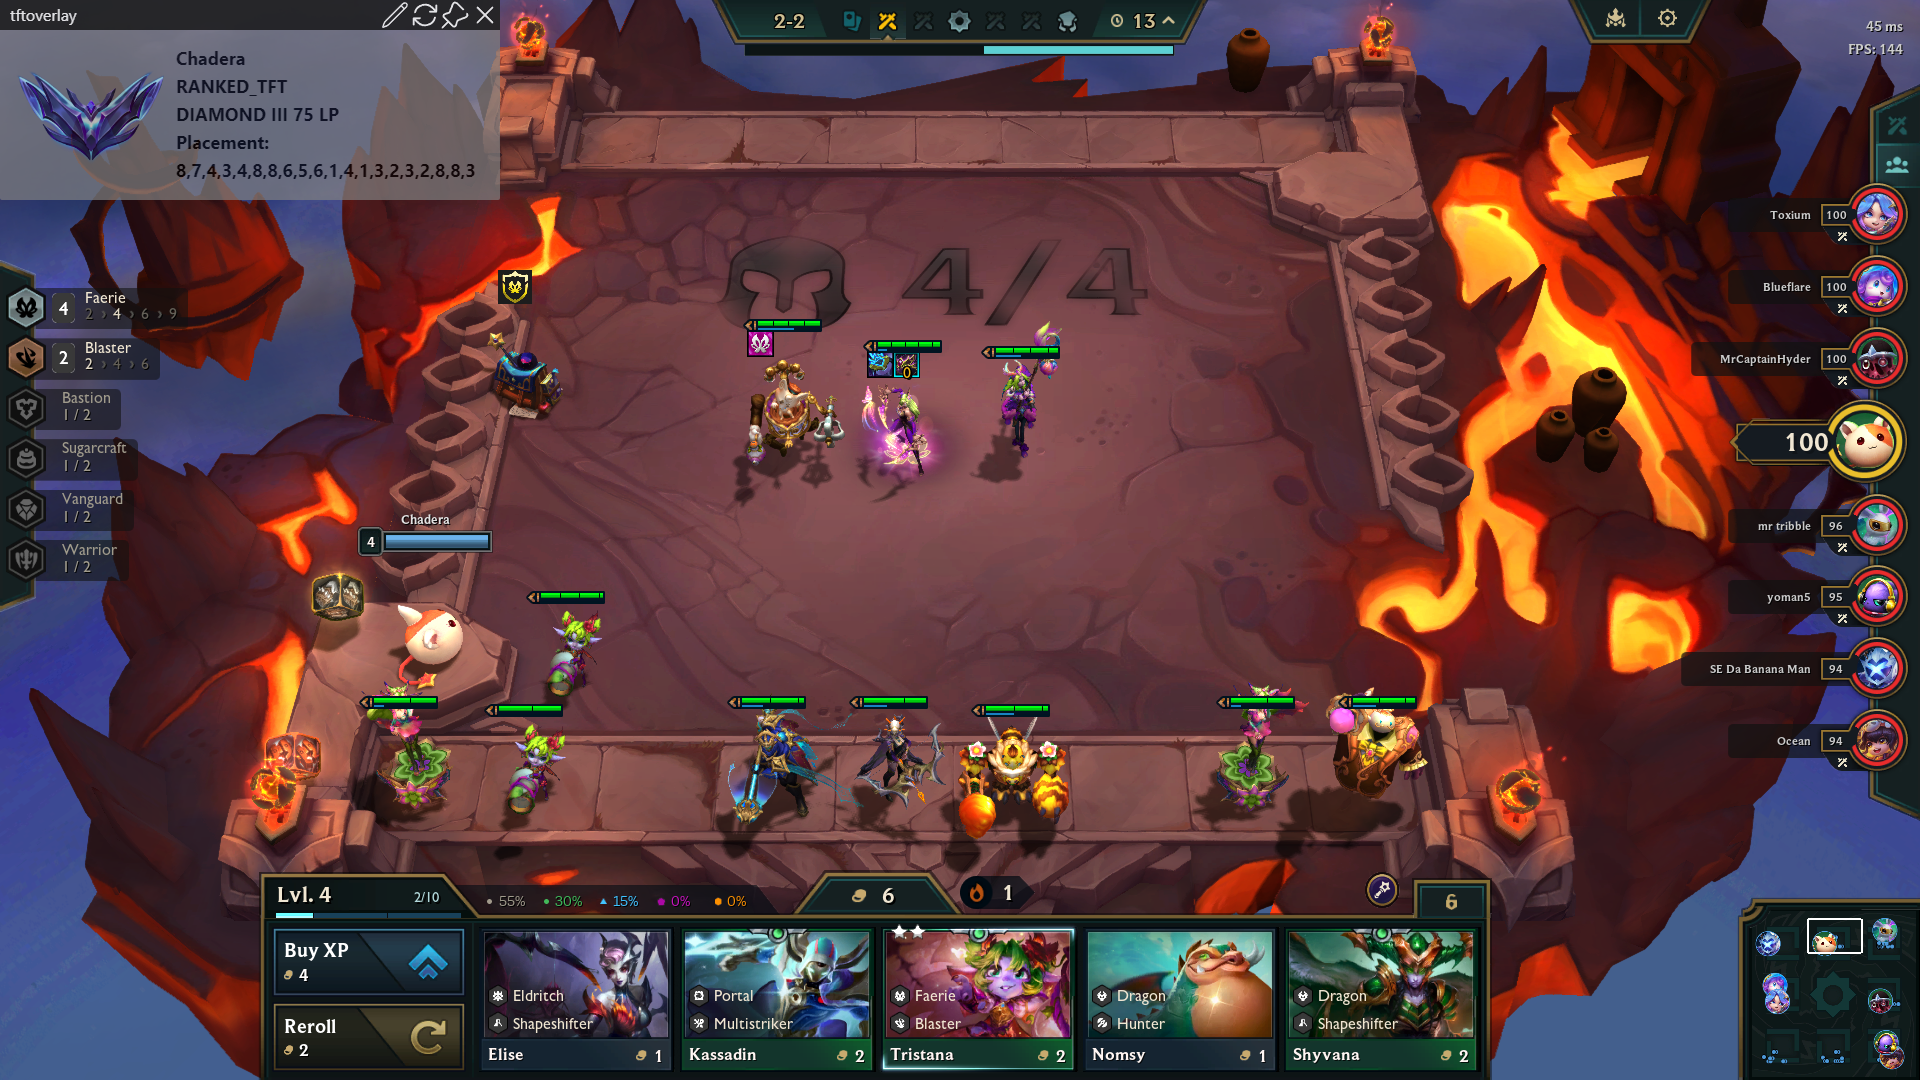 tftoverlay
Chadera
RANKED_TFT
DIAMOND III 75 LP
Placement:
8,7,4,3,4,8,8,6,5,6,1,4,1,3,2,3,2,8,8,3
2-2
13
45 ms
FPS: 144
4/4
4
Faerie
2 › 4 › 6 › 9
2
Blaster
2 › 4 › 6
Bastion
1 / 2
Sugarcraft
1 / 2
Vanguard
1 / 2
Warrior
1 / 2
0
Chadera
4
Toxium 100
Blueflare 100
MrCaptainHyder 100
100
mr tribble 96
yoman5 95
SE Da Banana Man 94
Ocean 94
Lvl. 4
2/10
55% 30% 15% 0% 0%
6
1
6
Buy XP
4
Reroll
2
Eldritch
Shapeshifter
Elise 1
Portal
Multistriker
Kassadin 2
Faerie
Blaster
Tristana 2
Dragon
Hunter
Nomsy 1
Dragon
Shapeshifter
Shyvana 2